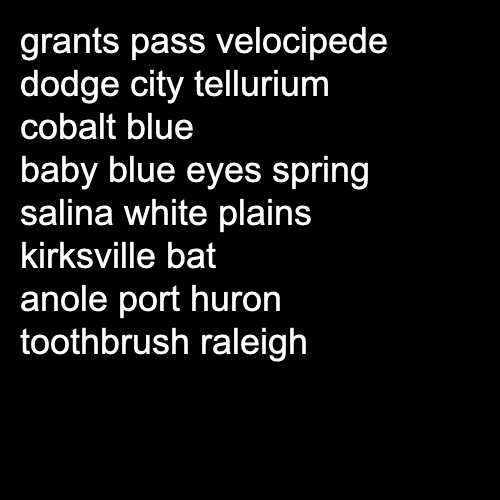 grants pass velocipede
dodge city tellurium
cobalt blue
baby blue eyes spring
salina white plains
kirksville bat
anole port huron
toothbrush raleigh